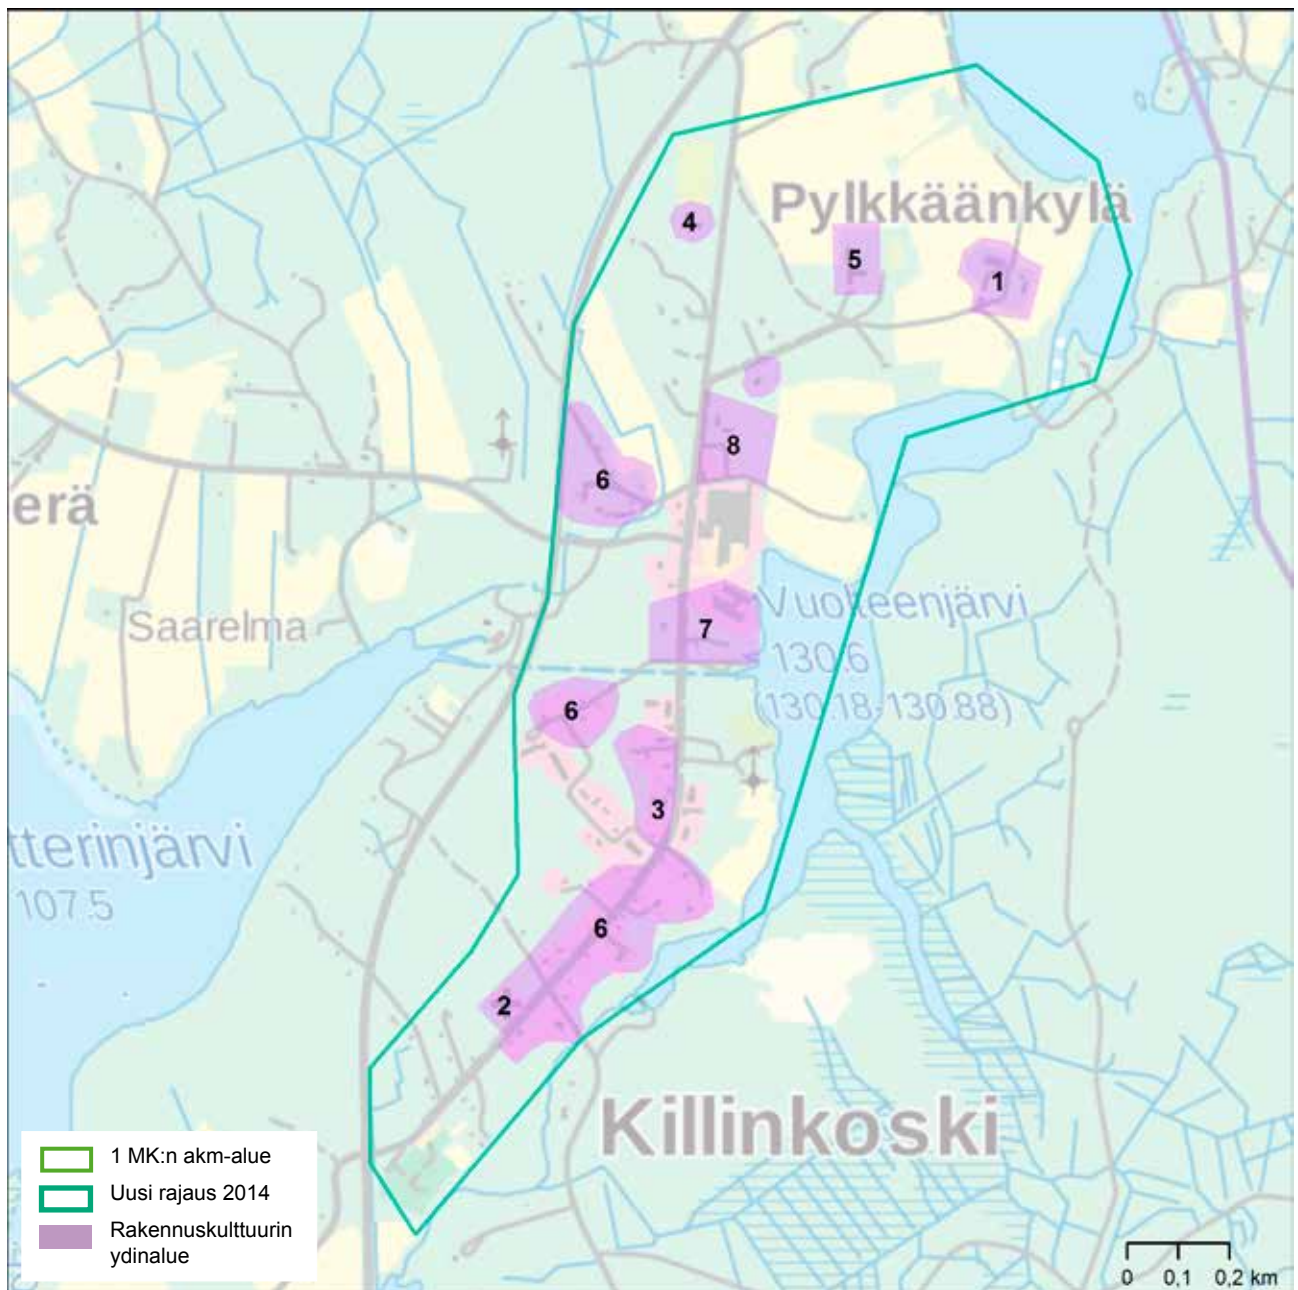 Pylkkäänkylä
4
5
1
8
6
erä
Saarelma
7
Vuolteenjärvi
130.6
(130.18-130.88)
6
3
tterinjärvi
107.5
6
2
Killinkoski
1 MK:n akm-alue
Uusi rajaus 2014
Rakennuskulttuurin
ydinalue
0 0,1 0,2 km